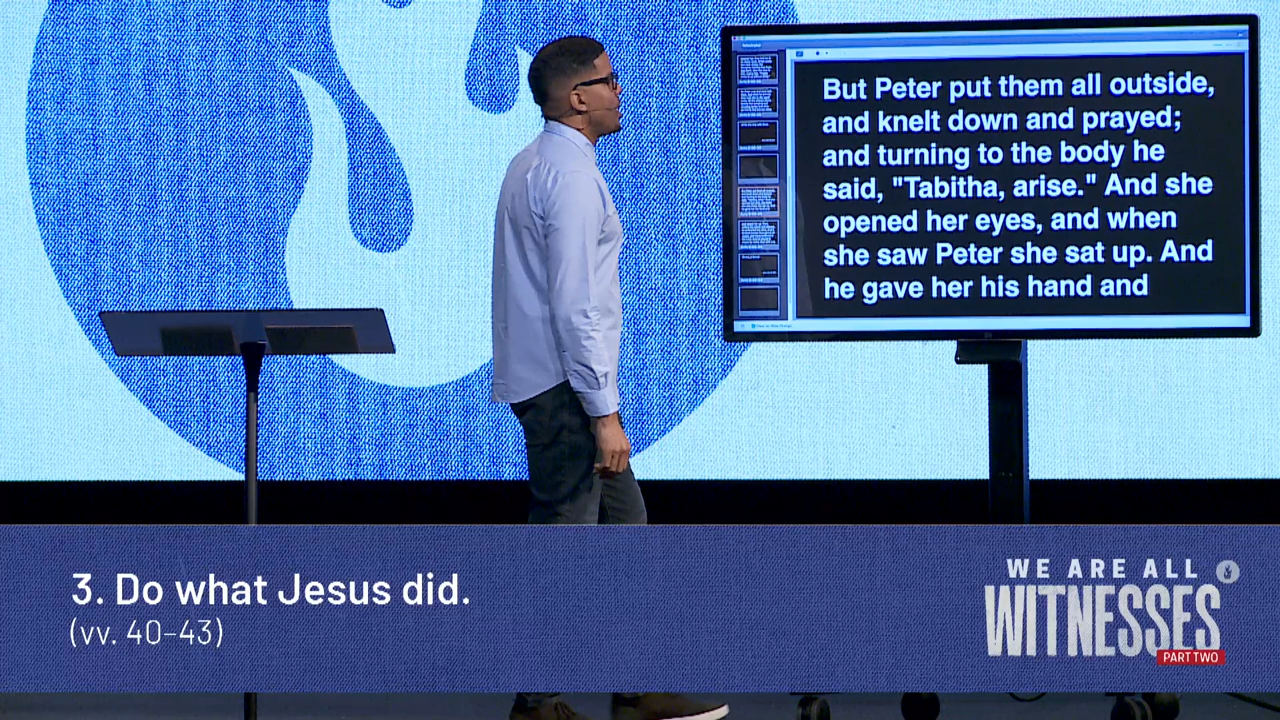 But Peter put them all outside,
and knelt down and prayed;
and turning to the body he
said, "Tabitha, arise." And she
opened her eyes, and when
she saw Peter she sat up. And
he gave her his hand and
3. Do what Jesus did.
(vv. 40–43)
WE ARE ALL
WITNESSES
PART TWO